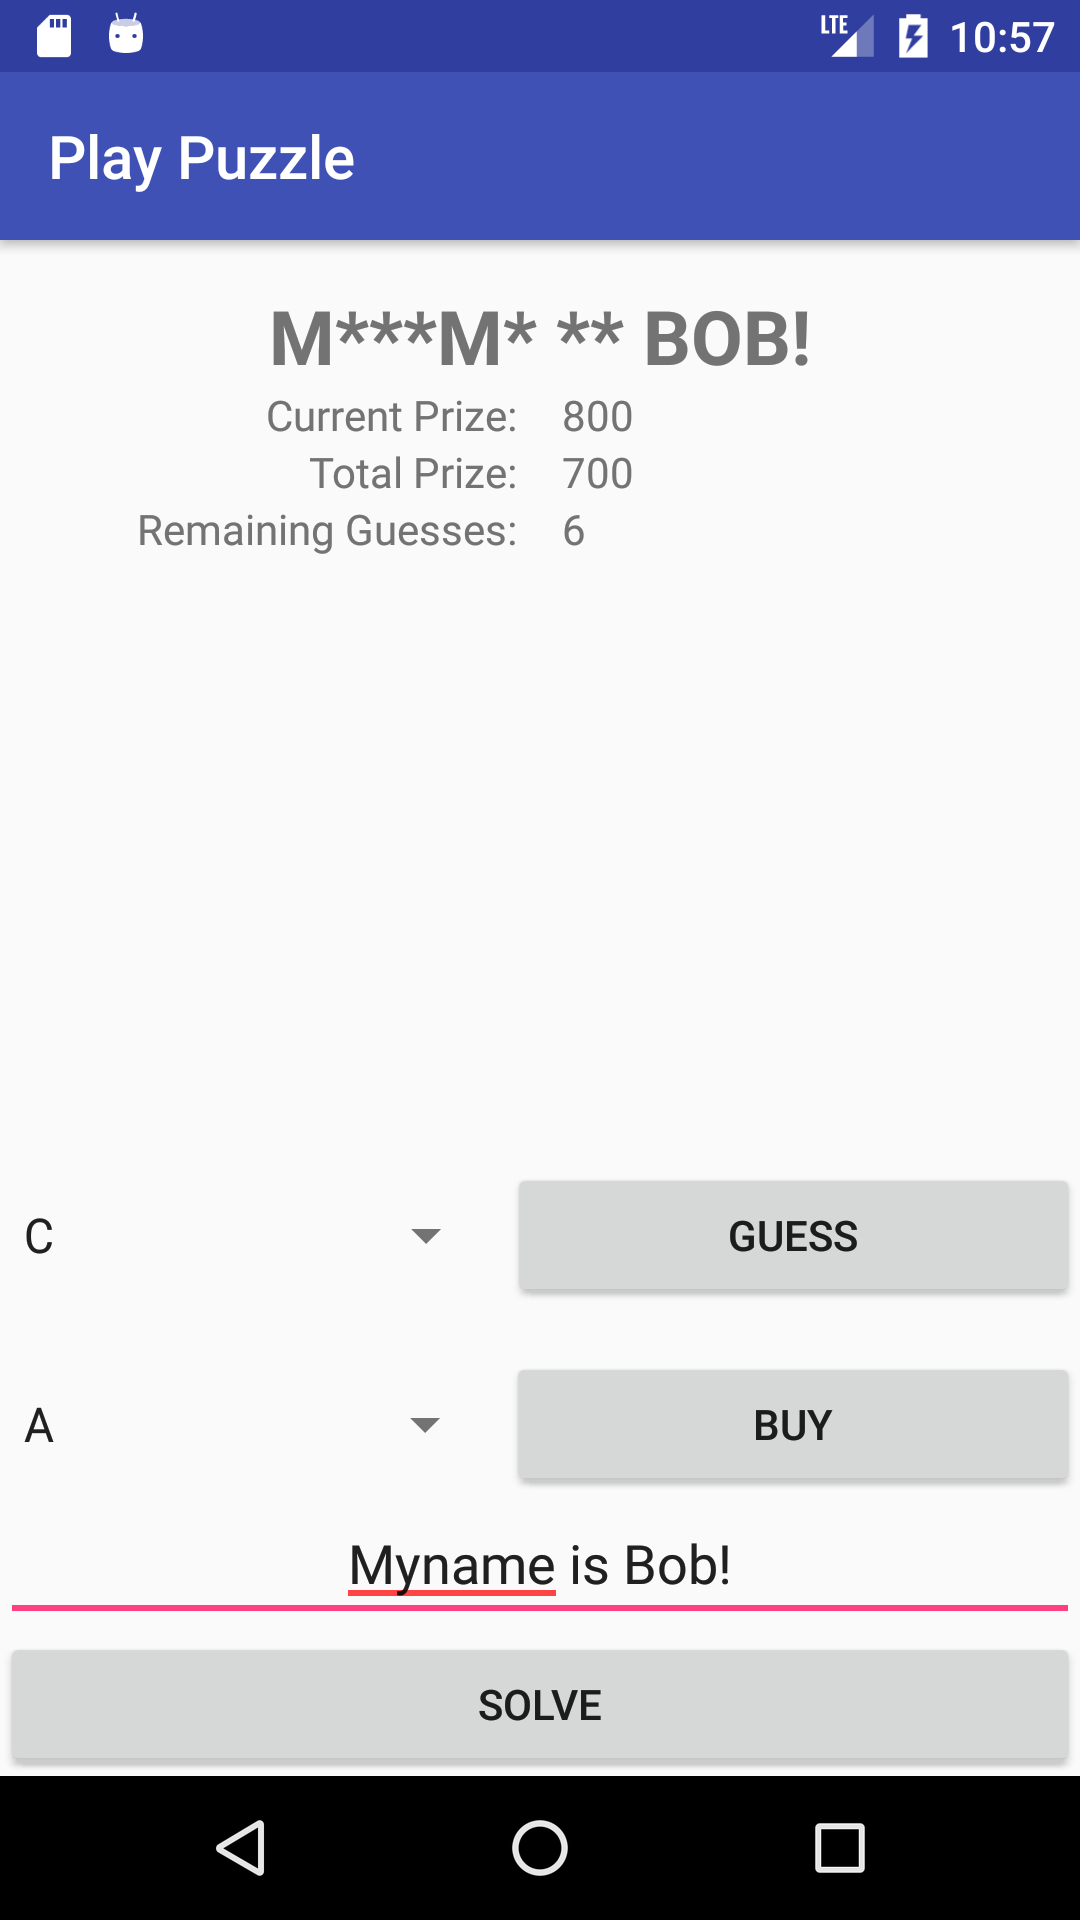 LTE 10:57
Play Puzzle
M***M* ** BOB!
Current Prize: 800
Total Prize: 700
Remaining Guesses: 6
C GUESS
A BUY
Myname is Bob!
SOLVE